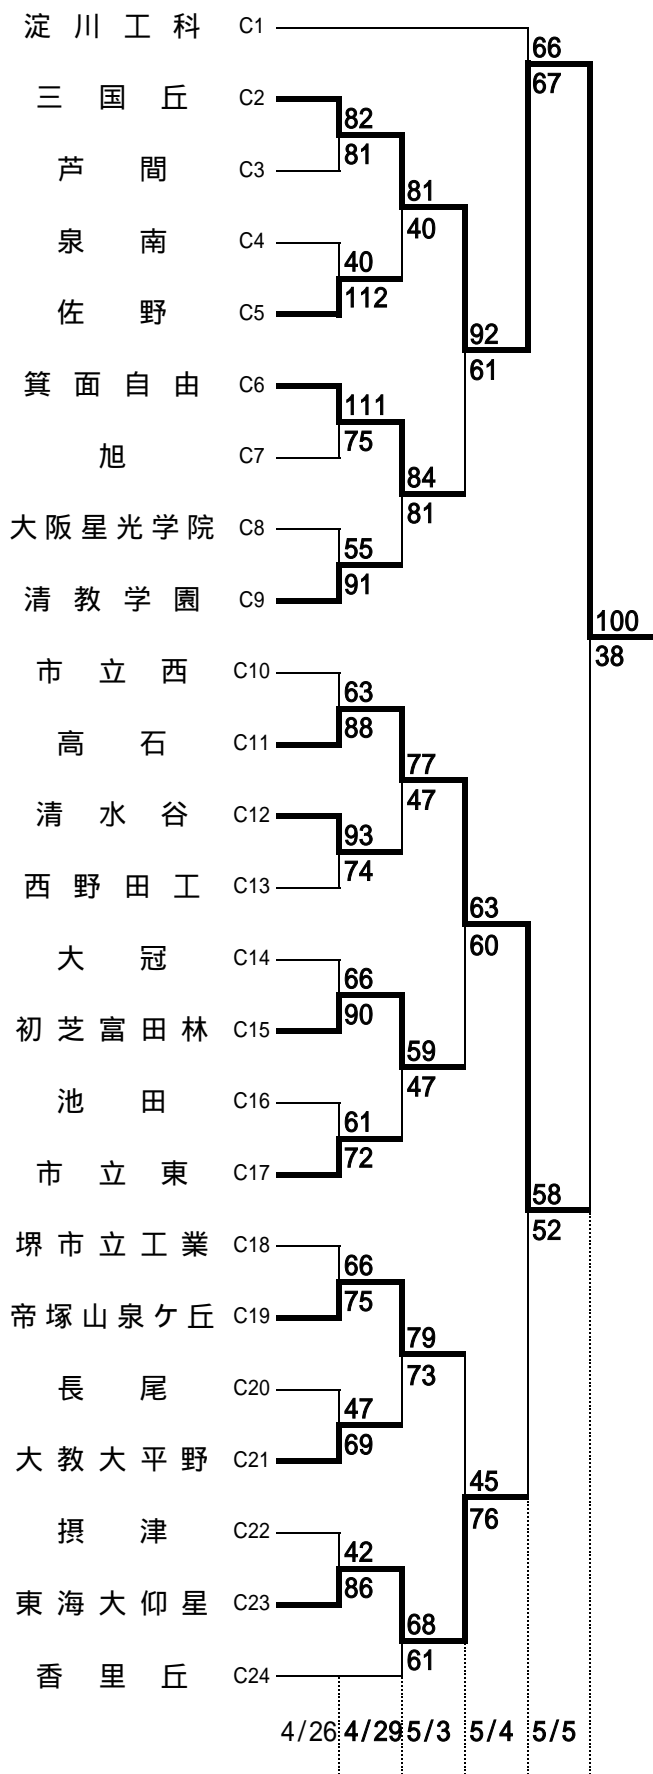 淀川工科 C1
66
67
三国丘 C2
82
81
芦間 C3
81
40
泉南 C4
40
112
佐野 C5
92
61
箕面自由 C6
111
75
旭 C7
84
81
大阪星光学院 C8
55
91
清教学園 C9
100
38
市立西 C10
63
88
高石 C11
77
47
清水谷 C12
93
74
西野田工 C13
63
60
大冠 C14
66
90
初芝富田林 C15
59
47
池田 C16
61
72
市立東 C17
58
52
堺市立工業 C18
66
75
帝塚山泉ケ丘 C19
79
73
長尾 C20
47
69
大教大平野 C21
45
76
摂津 C22
42
86
東海大仰星 C23
68
61
香里丘 C24
4/26 4/29 5/3 5/4 5/5